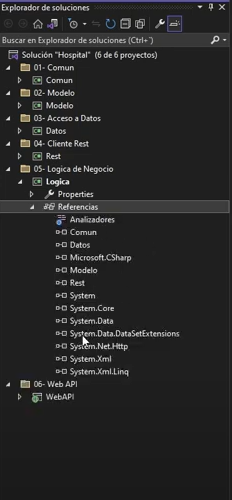 Explorador de soluciones
Buscar en Explorador de soluciones (Ctrl+´)
Solución "Hospital" (6 de 6 proyectos)
01- Comun
Comun
02- Modelo
Modelo
03- Acceso a Datos
Datos
04- Cliente Rest
Rest
05- Logica de Negocio
Logica
Properties
Referencias
Analizadores
Comun
Datos
Microsoft.CSharp
Modelo
Rest
System
System.Core
System.Data
System.Data.DataSetExtensions
System.Net.Http
System.Xml
System.Xml.Linq
06- Web API
WebAPI